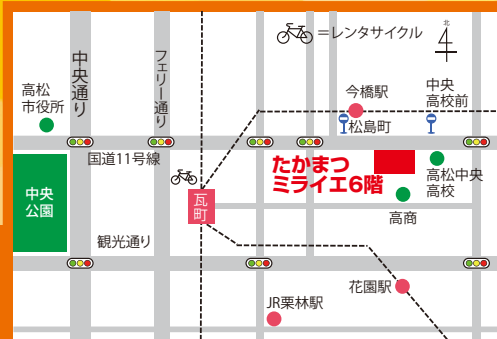 =レンタサイクル
北
中央通り
フェリー通り
高松
市役所
今橋駅
中央
高校前
松島町
国道11号線
たかまつ
ミライエ6階
高松中央
高校
中央
公園
瓦町
高商
観光通り
花園駅
JR栗林駅